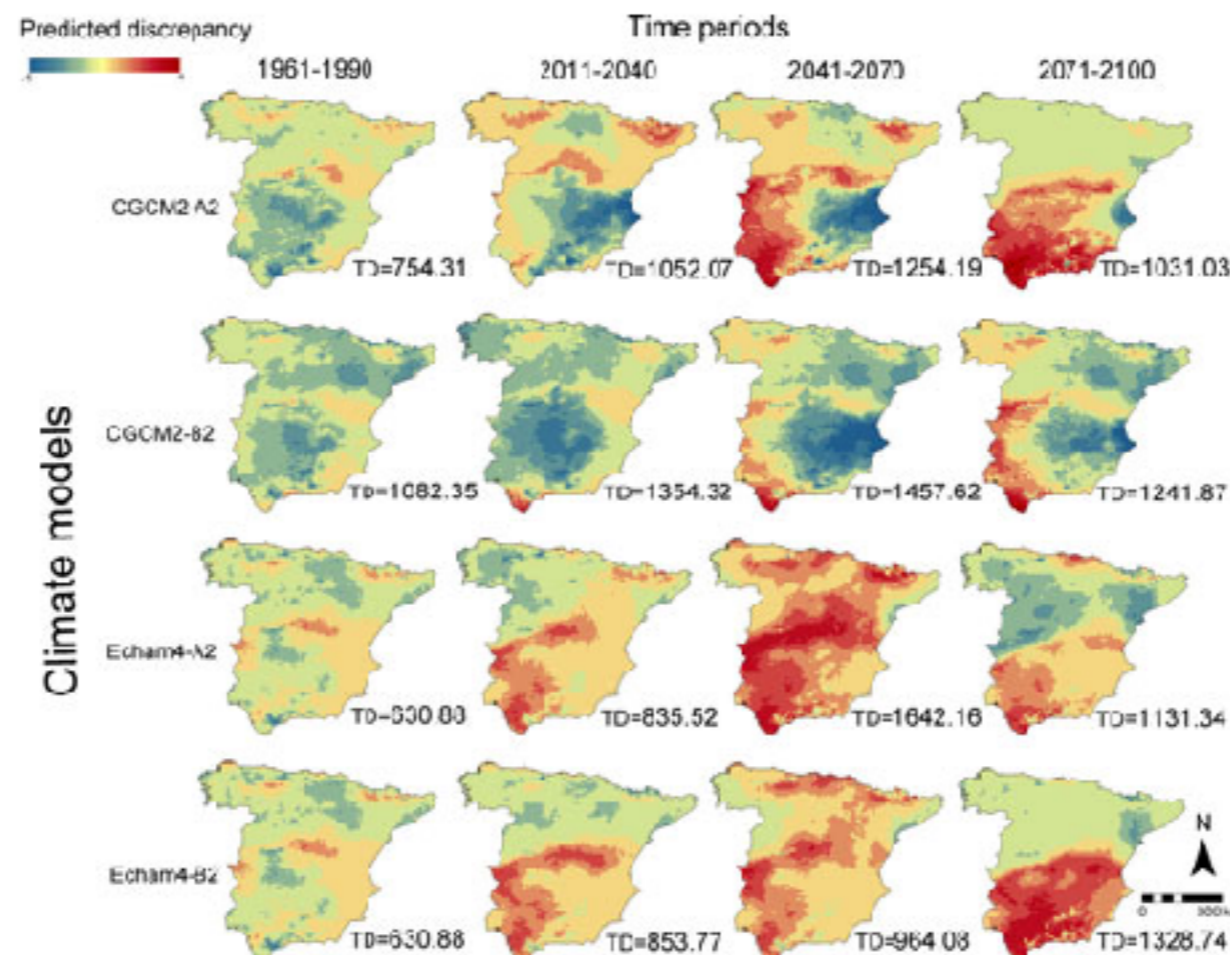 Predicted discrepancy
Time periods
1961-1990 2011-2040 2041-2070 2071-2100
CGCM2-A2
TD=754.31 TD=1052.07 TD=1254.19 TD=1031.03
CGCM2-B2
TD=1082.35 TD=1354.32 TD=1457.62 TD=1241.87
Climate models
Echam4-A2
TD=630.88 TD=835.52 TD=1642.16 TD=1131.34
N
Echam4-B2
0
TD=630.88 TD=853.77 TD=964.08 TD=1328.74